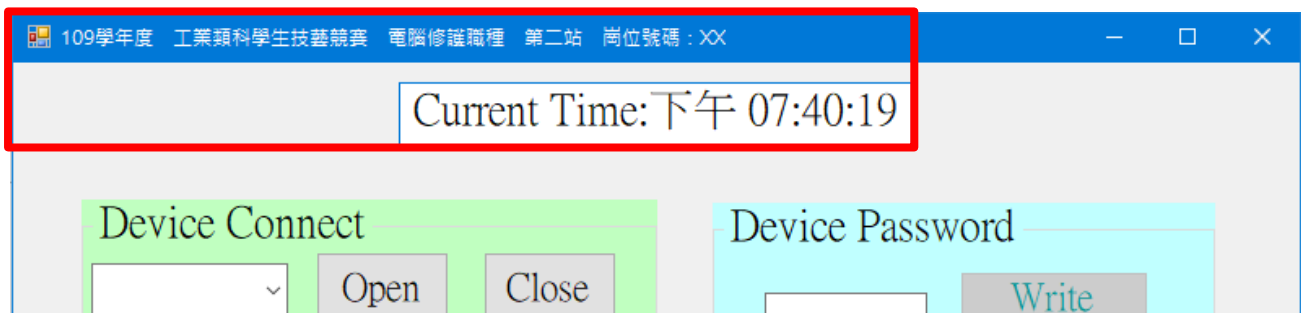 109學年度 工業類科學生技藝競賽 電腦修護職種 第二站 崗位號碼：XX
Current Time:下午 07:40:19
Device Connect
Open Close
Device Password
Write